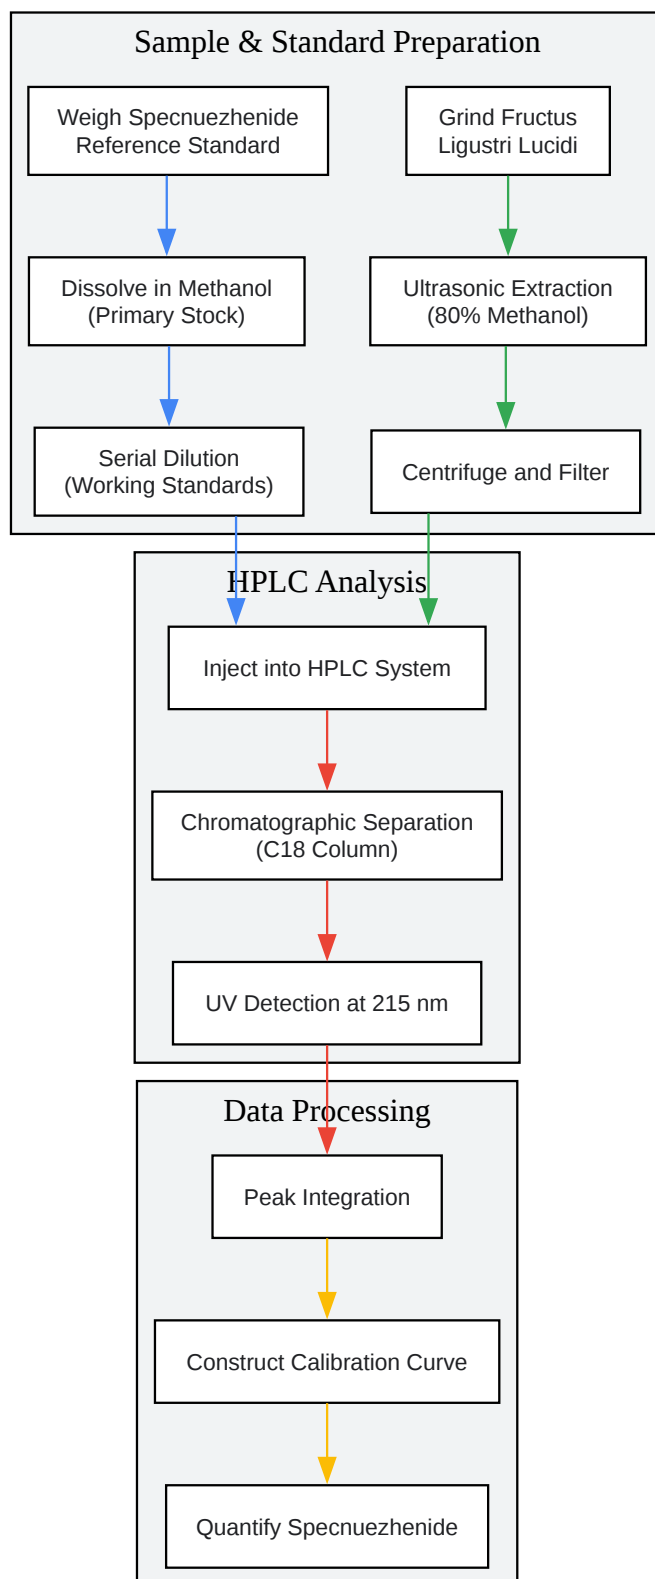 Sample & Standard Preparation
Weigh Specnuezhenide
Reference Standard
Grind Fructus
Ligustri Lucidi
Dissolve in Methanol
(Primary Stock)
Ultrasonic Extraction
(80% Methanol)
Serial Dilution
(Working Standards)
Centrifuge and Filter
HPLC Analysis
Inject into HPLC System
Chromatographic Separation
(C18 Column)
UV Detection at 215 nm
Data Processing
Peak Integration
Construct Calibration Curve
Quantify Specnuezhenide